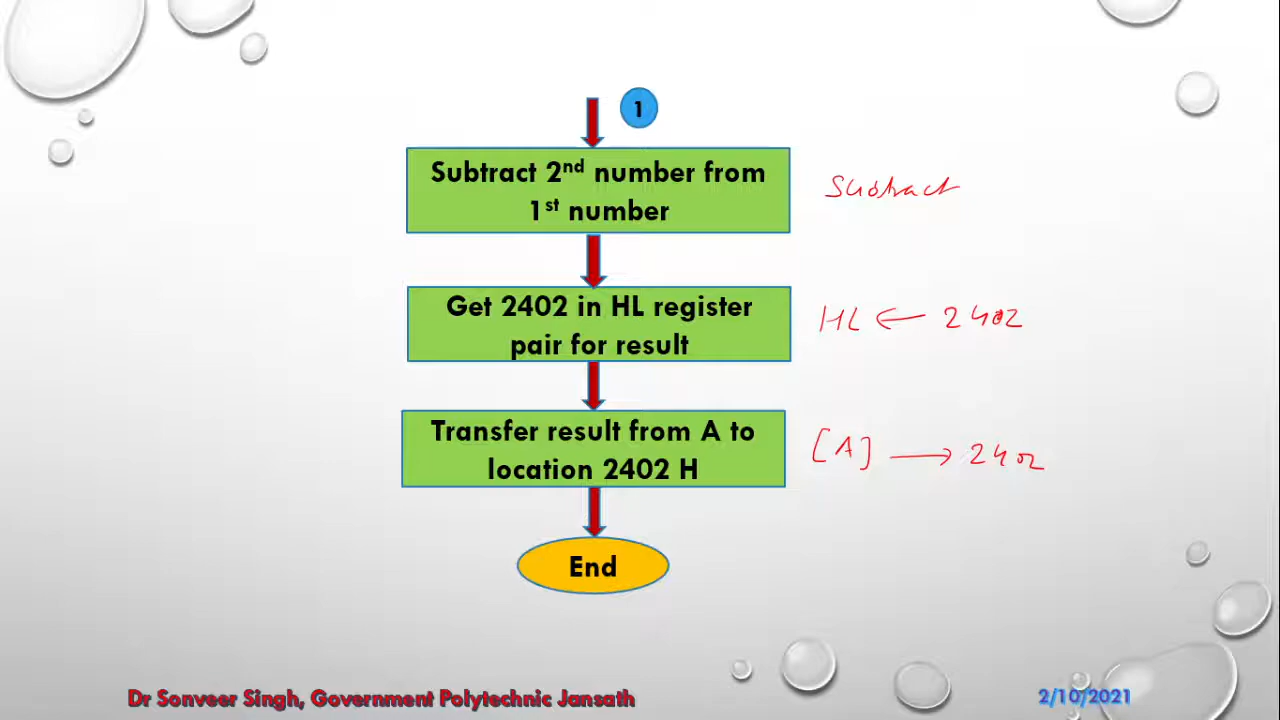 1
Subtract 2nd number from
1st number
Subtract
Get 2402 in HL register
pair for result
HL ← 2402
Transfer result from A to
location 2402 H
[A] → 2402
End
Dr Sonveer Singh, Government Polytechnic Jansath
2/10/2021